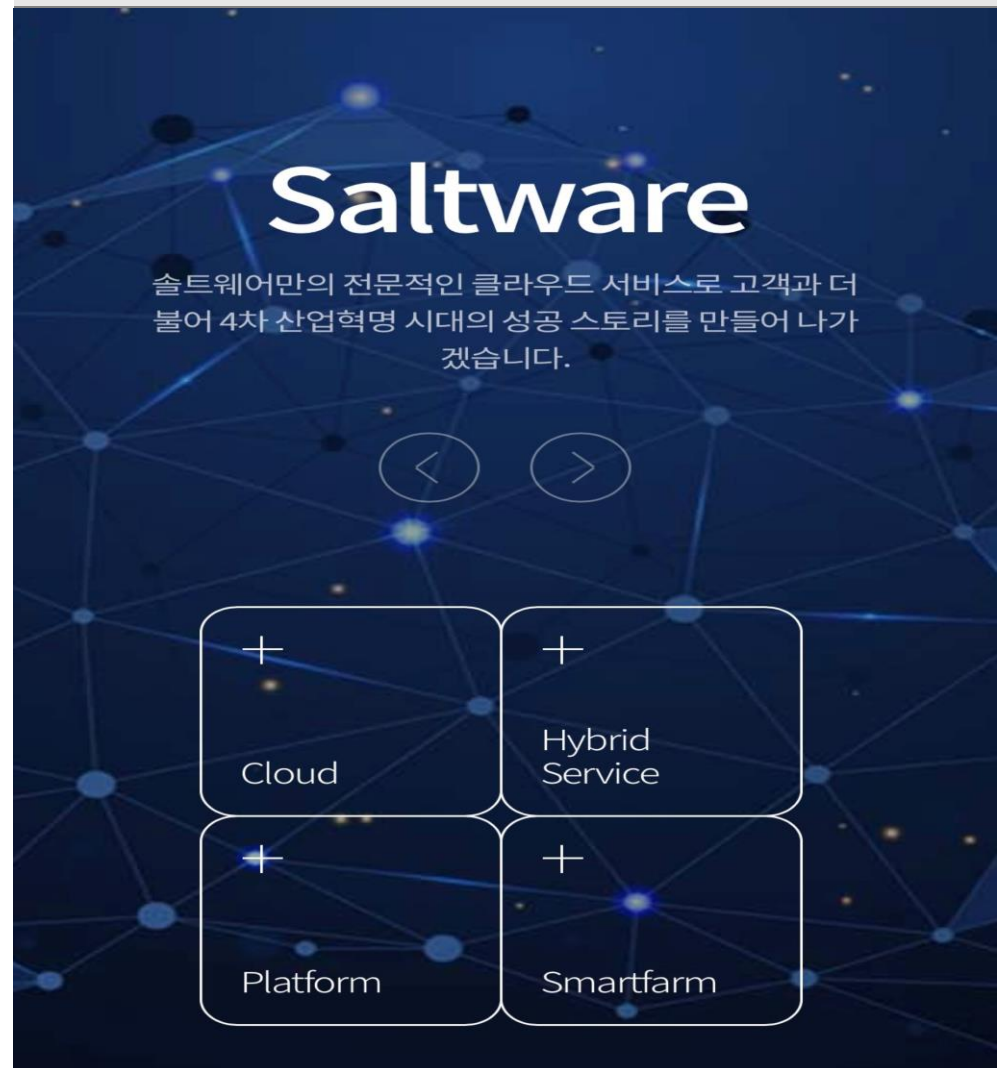 Saltware
솔트웨어만의 전문적인 클라우드 서비스로 고객과 더
불어 4차 산업혁명 시대의 성공 스토리를 만들어 나가
겠습니다.
Cloud
Hybrid
Service
Platform
Smartfarm